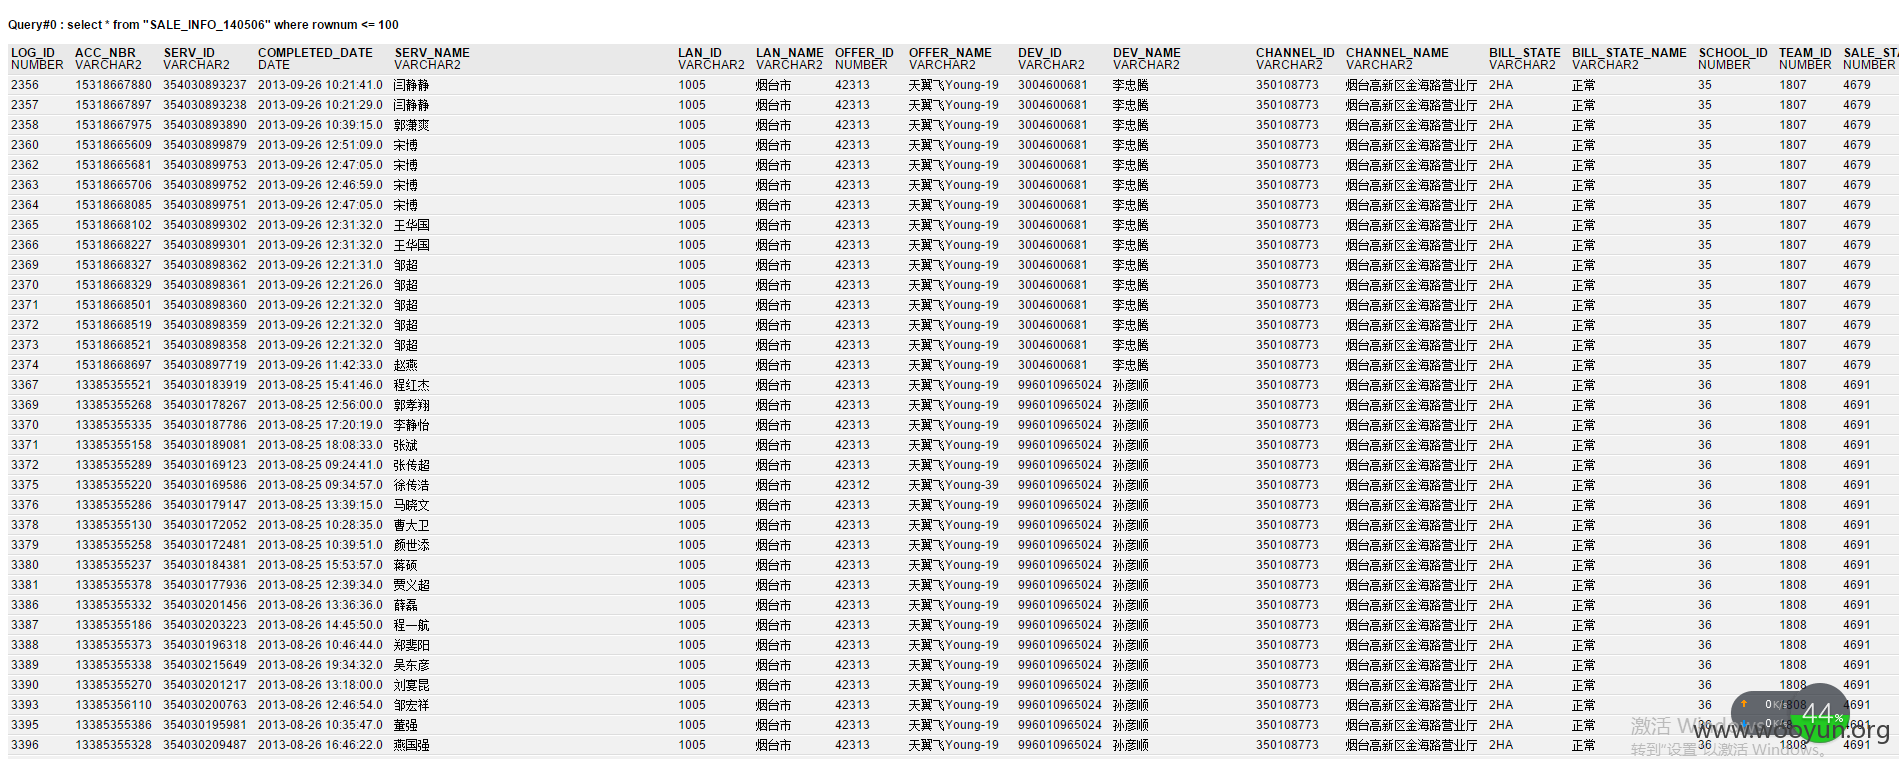 Query#0 : select * from "SALE_INFO_140506" where rownum <= 100
LOG_ID ACC_NBR SERV_ID COMPLETED_DATE SERV_NAME LAN_ID LAN_NAME OFFER_ID OFFER_NAME DEV_ID DEV_NAME CHANNEL_ID CHANNEL_NAME BILL_STATE BILL_STATE_NAME SCHOOL_ID TEAM_ID
NUMBER VARCHAR2 VARCHAR2 DATE VARCHAR2 VARCHAR2 VARCHAR2 NUMBER VARCHAR2 VARCHAR2 VARCHAR2 VARCHAR2 VARCHAR2 VARCHAR2 VARCHAR2 NUMBER NUMBER NUMBER
2356 15318667880 354030893237 2013-09-26 10:21:41.0 闫静静 1005 烟台市 42313 天翼飞Young-19 3004600681 李忠腾 350108773 烟台高新区金海路营业厅 2HA 正常 35 1807 4679
2357 15318667897 354030893238 2013-09-26 10:21:29.0 闫静静 1005 烟台市 42313 天翼飞Young-19 3004600681 李忠腾 350108773 烟台高新区金海路营业厅 2HA 正常 35 1807 4679
2358 15318667975 354030893890 2013-09-26 10:39:15.0 郭潇爽 1005 烟台市 42313 天翼飞Young-19 3004600681 李忠腾 350108773 烟台高新区金海路营业厅 2HA 正常 35 1807 4679
2360 15318665609 354030899879 2013-09-26 12:51:09.0 宋博 1005 烟台市 42313 天翼飞Young-19 3004600681 李忠腾 350108773 烟台高新区金海路营业厅 2HA 正常 35 1807 4679
2362 15318665681 354030899753 2013-09-26 12:47:05.0 宋博 1005 烟台市 42313 天翼飞Young-19 3004600681 李忠腾 350108773 烟台高新区金海路营业厅 2HA 正常 35 1807 4679
2363 15318665706 354030899752 2013-09-26 12:46:59.0 宋博 1005 烟台市 42313 天翼飞Young-19 3004600681 李忠腾 350108773 烟台高新区金海路营业厅 2HA 正常 35 1807 4679
2364 15318668085 354030899751 2013-09-26 12:47:05.0 宋博 1005 烟台市 42313 天翼飞Young-19 3004600681 李忠腾 350108773 烟台高新区金海路营业厅 2HA 正常 35 1807 4679
2365 15318668102 354030899302 2013-09-26 12:31:32.0 王华国 1005 烟台市 42313 天翼飞Young-19 3004600681 李忠腾 350108773 烟台高新区金海路营业厅 2HA 正常 35 1807 4679
2366 15318668227 354030899301 2013-09-26 12:31:32.0 王华国 1005 烟台市 42313 天翼飞Young-19 3004600681 李忠腾 350108773 烟台高新区金海路营业厅 2HA 正常 35 1807 4679
2369 15318668327 354030898362 2013-09-26 12:21:31.0 邹超 1005 烟台市 42313 天翼飞Young-19 3004600681 李忠腾 350108773 烟台高新区金海路营业厅 2HA 正常 35 1807 4679
2370 15318668329 354030898361 2013-09-26 12:21:26.0 邹超 1005 烟台市 42313 天翼飞Young-19 3004600681 李忠腾 350108773 烟台高新区金海路营业厅 2HA 正常 35 1807 4679
2371 15318668501 354030898360 2013-09-26 12:21:32.0 邹超 1005 烟台市 42313 天翼飞Young-19 3004600681 李忠腾 350108773 烟台高新区金海路营业厅 2HA 正常 35 1807 4679
2372 15318668519 354030898359 2013-09-26 12:21:32.0 邹超 1005 烟台市 42313 天翼飞Young-19 3004600681 李忠腾 350108773 烟台高新区金海路营业厅 2HA 正常 35 1807 4679
2373 15318668521 354030898358 2013-09-26 12:21:32.0 邹超 1005 烟台市 42313 天翼飞Young-19 3004600681 李忠腾 350108773 烟台高新区金海路营业厅 2HA 正常 35 1807 4679
2374 15318668697 354030897719 2013-09-26 11:42:33.0 赵燕 1005 烟台市 42313 天翼飞Young-19 3004600681 李忠腾 350108773 烟台高新区金海路营业厅 2HA 正常 35 1807 4679
3367 13385355521 354030183919 2013-08-25 15:41:46.0 程红杰 1005 烟台市 42313 天翼飞Young-19 996010965024 孙彦顺 350108773 烟台高新区金海路营业厅 2HA 正常 36 1808 4691
3369 13385355268 354030178267 2013-08-25 12:56:00.0 郭孝翔 1005 烟台市 42313 天翼飞Young-19 996010965024 孙彦顺 350108773 烟台高新区金海路营业厅 2HA 正常 36 1808 4691
3370 13385355335 354030187786 2013-08-25 17:20:19.0 李静怡 1005 烟台市 42313 天翼飞Young-19 996010965024 孙彦顺 350108773 烟台高新区金海路营业厅 2HA 正常 36 1808 4691
3371 13385355158 354030189081 2013-08-25 18:08:33.0 张斌 1005 烟台市 42313 天翼飞Young-19 996010965024 孙彦顺 350108773 烟台高新区金海路营业厅 2HA 正常 36 1808 4691
3372 13385355289 354030169123 2013-08-25 09:24:41.0 张传超 1005 烟台市 42313 天翼飞Young-19 996010965024 孙彦顺 350108773 烟台高新区金海路营业厅 2HA 正常 36 1808 4691
3375 13385355220 354030169586 2013-08-25 09:34:57.0 徐传洁 1005 烟台市 42312 天翼飞Young-39 996010965024 孙彦顺 350108773 烟台高新区金海路营业厅 2HA 正常 36 1808 4691
3376 13385355286 354030179147 2013-08-25 13:39:15.0 马晓文 1005 烟台市 42313 天翼飞Young-19 996010965024 孙彦顺 350108773 烟台高新区金海路营业厅 2HA 正常 36 1808 4691
3378 13385355130 354030172052 2013-08-25 10:28:35.0 曹大卫 1005 烟台市 42313 天翼飞Young-19 996010965024 孙彦顺 350108773 烟台高新区金海路营业厅 2HA 正常 36 1808 4691
3379 13385355258 354030172481 2013-08-25 10:39:51.0 颜世添 1005 烟台市 42313 天翼飞Young-19 996010965024 孙彦顺 350108773 烟台高新区金海路营业厅 2HA 正常 36 1808 4691
3380 13385355237 354030184381 2013-08-25 15:53:57.0 蒋硕 1005 烟台市 42313 天翼飞Young-19 996010965024 孙彦顺 350108773 烟台高新区金海路营业厅 2HA 正常 36 1808 4691
3381 13385355378 354030177936 2013-08-25 12:39:34.0 贾义超 1005 烟台市 42313 天翼飞Young-19 996010965024 孙彦顺 350108773 烟台高新区金海路营业厅 2HA 正常 36 1808 4691
3386 13385355332 354030201456 2013-08-26 13:36:36.0 薛磊 1005 烟台市 42313 天翼飞Young-19 996010965024 孙彦顺 350108773 烟台高新区金海路营业厅 2HA 正常 36 1808 4691
3387 13385355186 354030203223 2013-08-26 14:45:50.0 程一航 1005 烟台市 42313 天翼飞Young-19 996010965024 孙彦顺 350108773 烟台高新区金海路营业厅 2HA 正常 36 1808 4691
3388 13385355373 354030196318 2013-08-26 10:46:44.0 郑斐阳 1005 烟台市 42313 天翼飞Young-19 996010965024 孙彦顺 350108773 烟台高新区金海路营业厅 2HA 正常 36 1808 4691
3389 13385355338 354030215649 2013-08-26 19:34:32.0 吴东彦 1005 烟台市 42313 天翼飞Young-19 996010965024 孙彦顺 350108773 烟台高新区金海路营业厅 2HA 正常 36 1808 4691
3390 13385355270 354030201217 2013-08-26 13:18:00.0 刘宴昆 1005 烟台市 42313 天翼飞Young-19 996010965024 孙彦顺 350108773 烟台高新区金海路营业厅 2HA 正常 36 1808 4691
3393 13385356110 354030200763 2013-08-26 12:46:54.0 邹宏祥 1005 烟台市 42313 天翼飞Young-19 996010965024 孙彦顺 350108773 烟台高新区金海路营业厅 2HA 正常 36 1808 4691
3395 13385355386 354030195981 2013-08-26 10:35:47.0 董强 1005 烟台市 42313 天翼飞Young-19 996010965024 孙彦顺 350108773 烟台高新区金海路营业厅 2HA 正常 36 4691
3396 13385355328 354030209487 2013-08-26 16:46:22.0 燕国强 1005 烟台市 42313 天翼飞Young-19 996010965024 孙彦顺 350108773 烟台高新区金海路营业厅 2HA 正常 36 1808 4691
0K/s
0K/s
44%
激活 Windows
www.wooyun.org
转到"设置"以激活 Windows。